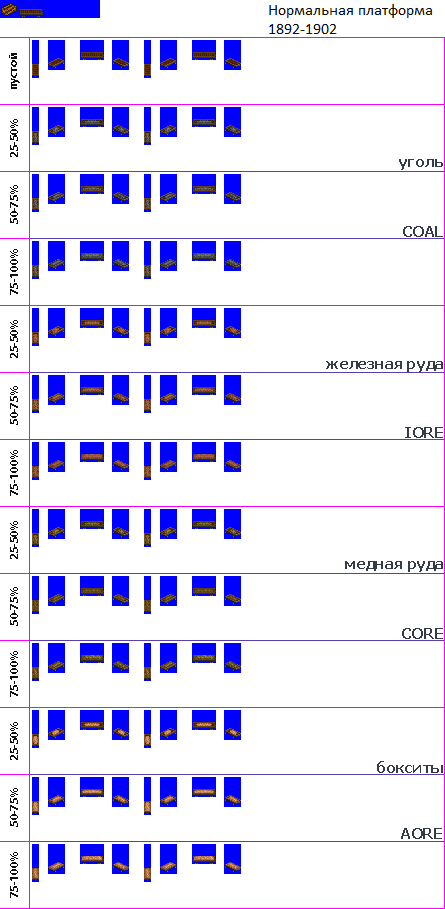 Нормальная платформа
1892-1902
пустой
25-50%
уголь
50-75%
COAL
75-100%
25-50%
железная руда
50-75%
IORE
75-100%
25-50%
медная руда
50-75%
CORE
75-100%
25-50%
бокситы
50-75%
AORE
75-100%